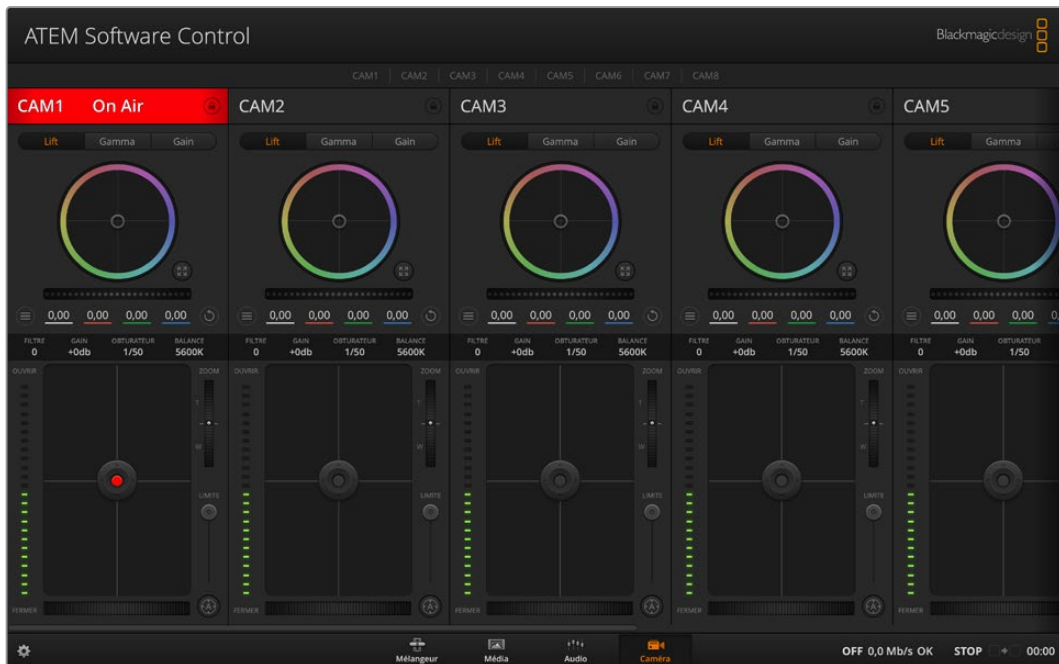 ATEM Software Control
Blackmagicdesign
CAM1 CAM2 CAM3 CAM4 CAM5 CAM6 CAM7 CAM8
CAM1 On Air CAM2 CAM3 CAM4 CAM5
Lift Gamma Gain Lift Gamma Gain Lift Gamma Gain Lift Gamma Gain Lift Gamma
0,00 0,00 0,00 0,00 0,00 0,00 0,00 0,00 0,00 0,00 0,00 0,00 0,00 0,00 0,00 0,00 0,00 0,00 0,00
FILTRE GAIN OBTURATEUR BALANCE FILTRE GAIN OBTURATEUR BALANCE FILTRE GAIN OBTURATEUR BALANCE FILTRE GAIN OBTURATEUR BALANCE FILTRE GAIN OBTURATEUR
0 +0db 1/50 5600K 0 +0db 1/50 5600K 0 +0db 1/50 5600K 0 +0db 1/50 5600K 0 +0db 1/50
OUVRIR ZOOM OUVRIR ZOOM OUVRIR ZOOM OUVRIR ZOOM OUVRIR
T T T T
W W W W
LIMITE LIMITE LIMITE LIMITE
FERMER FERMER FERMER FERMER FERMER
A A A A
Mélangeur Média Audio Caméra
OFF 0,0 Mb/s OK STOP 00:00